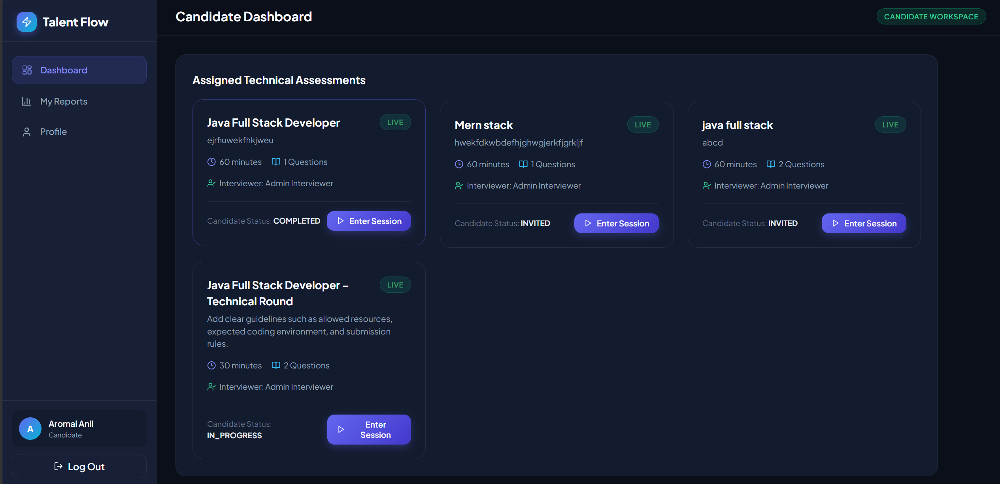 Talent Flow
Dashboard
My Reports
Profile
A
Aromal Anil
Candidate
Log Out
Candidate Dashboard
CANDIDATE WORKSPACE
Assigned Technical Assessments
Java Full Stack Developer
LIVE
ejrfiuwekfhkjweu
60 minutes
1 Questions
Interviewer: Admin Interviewer
Candidate Status: COMPLETED
Enter Session
Mern stack
LIVE
hwekfdkwbdefhjghwgjerkfjgrkljf
60 minutes
1 Questions
Interviewer: Admin Interviewer
Candidate Status: INVITED
Enter Session
java full stack
LIVE
abcd
60 minutes
2 Questions
Interviewer: Admin Interviewer
Candidate Status: INVITED
Enter Session
Java Full Stack Developer –
Technical Round
LIVE
Add clear guidelines such as allowed resources,
expected coding environment, and submission
rules.
30 minutes
2 Questions
Interviewer: Admin Interviewer
Candidate Status:
IN_PROGRESS
Enter
Session